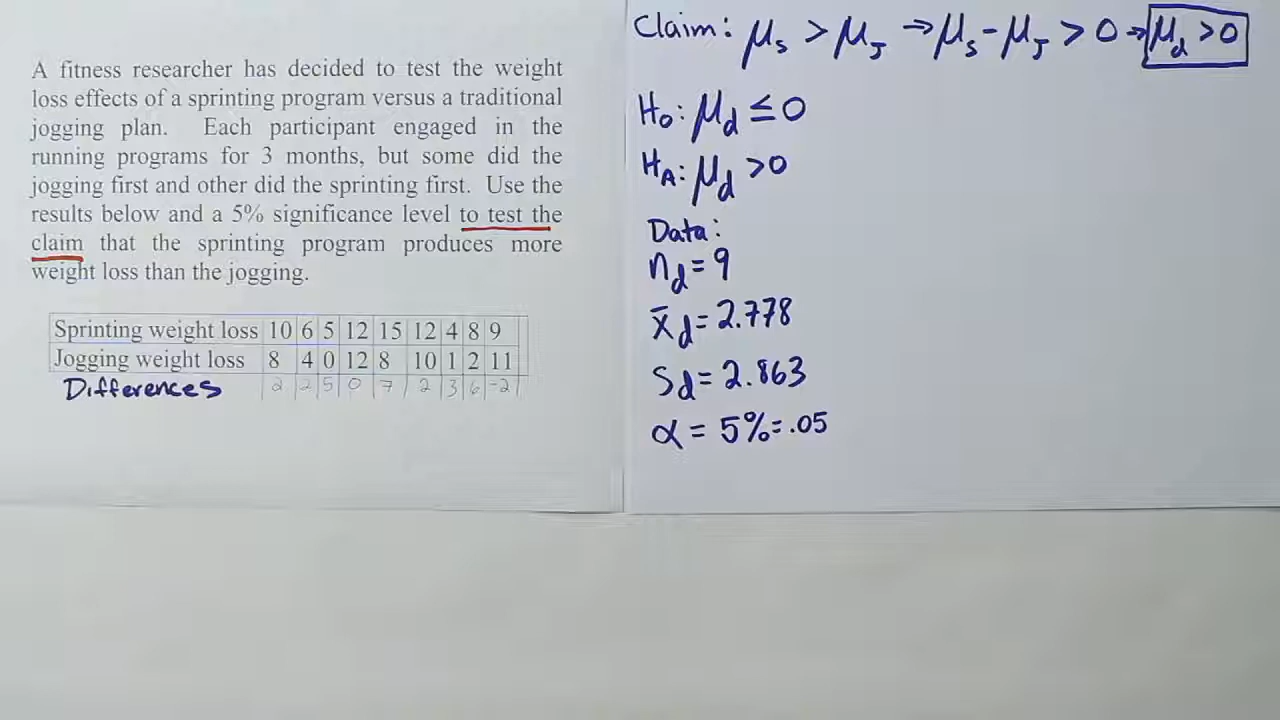 A fitness researcher has decided to test the weight
loss effects of a sprinting program versus a traditional
jogging plan. Each participant engaged in the
running programs for 3 months, but some did the
jogging first and other did the sprinting first. Use the
results below and a 5% significance level to test the
claim that the sprinting program produces more
weight loss than the jogging.
Sprinting weight loss 10 6 5 12 15 12 4 8 9
Jogging weight loss 8 4 0 12 8 10 1 2 11
Differences 2 2 5 0 7 2 3 6 -2
Claim: μs > μJ ⇒ μs - μJ > 0 ⇒ μd > 0
Ho: μd ≤ 0
HA: μd > 0
Data:
nd = 9
x̄d = 2.778
Sd = 2.863
α = 5% = .05